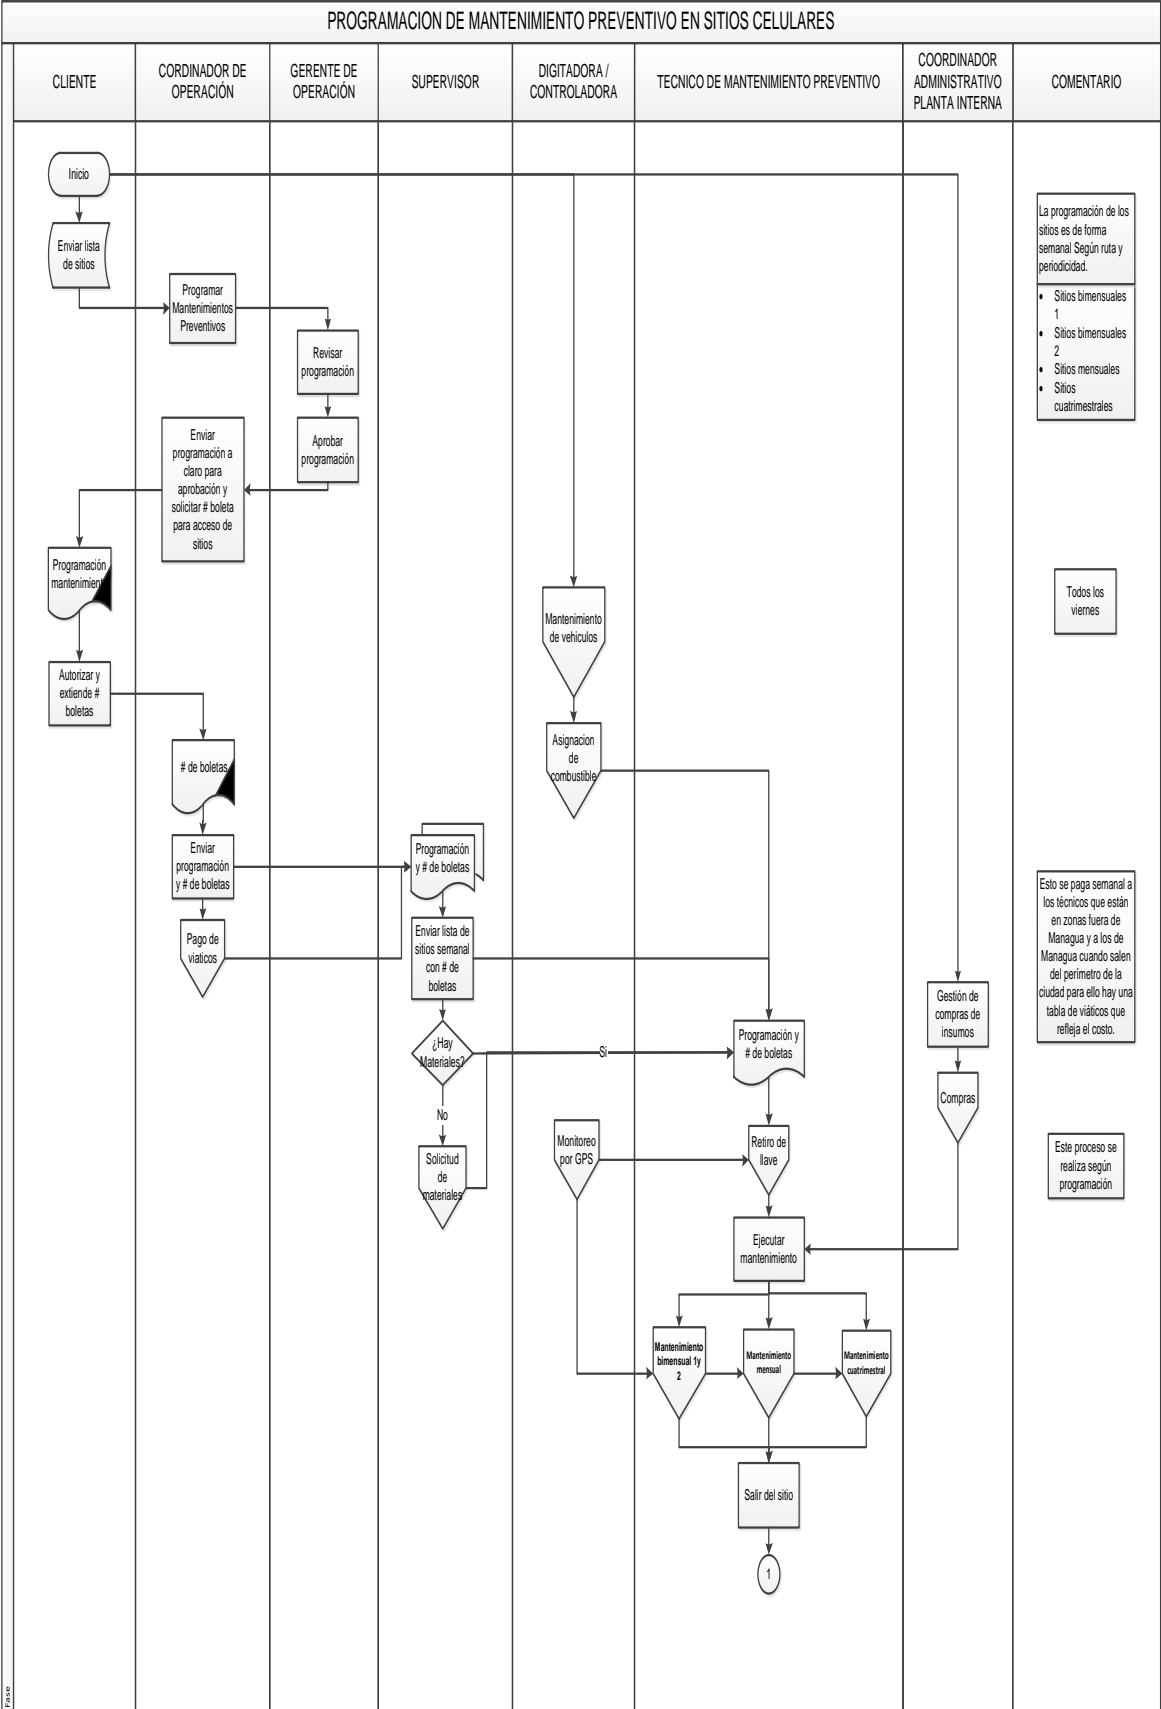 PROGRAMACION DE MANTENIMIENTO PREVENTIVO EN SITIOS CELULARES
CLIENTE
CORDINADOR DE
OPERACIÓN
GERENTE DE
OPERACIÓN
SUPERVISOR
DIGITADORA /
CONTROLADORA
TECNICO DE MANTENIMIENTO PREVENTIVO
COORDINADOR
ADMINISTRATIVO
PLANTA INTERNA
COMENTARIO
Inicio
Enviar lista
de sitios
Programar
Mantenimientos
Preventivos
Revisar
programación
Aprobar
programación
Enviar
programación a
claro para
aprobación y
solicitar # boleta
para acceso de
sitios
Programación
mantenimient
Autorizar y
extiende #
boletas
# de boletas
Enviar
programación
y # de boletas
Pago de
viaticos
Programación
y # de boletas
Enviar lista de
sitios semanal
con # de
boletas
¿Hay
Materiales?
Si
No
Solicitud
de
materiales
Mantenimiento
de vehiculos
Asignacion
de
combustible
Monitoreo
por GPS
Programación y
# de boletas
Retiro de
llave
Ejecutar
mantenimiento
Mantenimiento
bimensual 1y
2
Mantenimiento
mensual
Mantenimiento
cuatrimestral
Salir del sitio
1
Gestión de
compras de
insumos
Compras
La programación de los
sitios es de forma
semanal Según ruta y
periodicidad.
• Sitios bimensuales
1
• Sitios bimensuales
2
• Sitios mensuales
• Sitios
cuatrimestrales
Todos los
viernes
Esto se paga semanal a
los técnicos que están
en zonas fuera de
Managua y a los de
Managua cuando salen
del perímetro de la
ciudad para ello hay una
tabla de viáticos que
refleja el costo.
Este proceso se
realiza según
programación
Fase